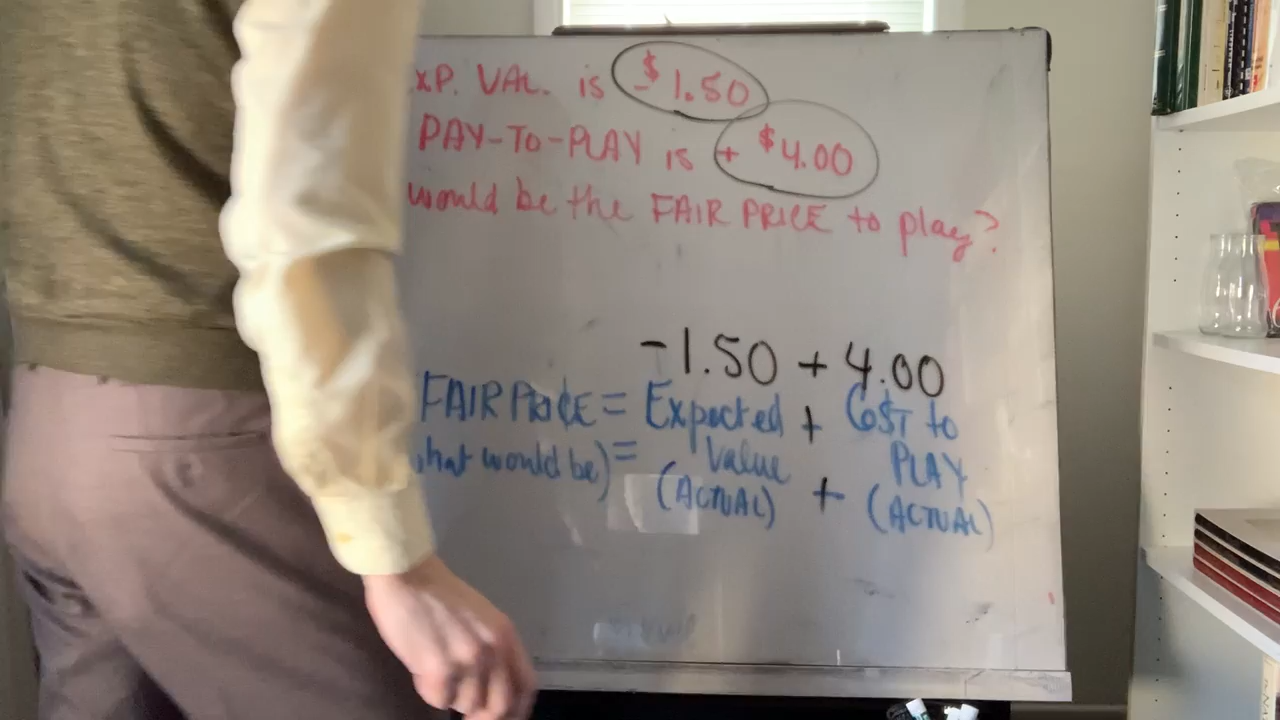 xP. VAL. is -$1.50
PAY-TO-PLAY is + $4.00
would be the FAIR PRICE to play?
-1.50 + 4.00
FAIR PRICE = Expected + Cost to
hat would be) = Value PLAY
(ACTUAL) + (ACTUAL)